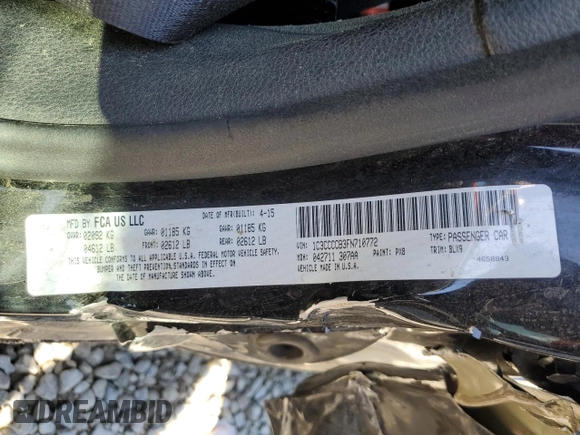 MFD BY FCA US LLC
DATE OF MFR(BUILT): 4-15
GVWR: 02092 KG
GAWR: 01185 KG
GAWR: 01185 KG
04612 LB
FRONT: 02612 LB
REAR: 02612 LB
THIS VEHICLE CONFORMS TO ALL APPLICABLE U.S.A. FEDERAL MOTOR VEHICLE SAFETY,
BUMPER AND THEFT PREVENTION STANDARDS IN EFFECT ON
THE DATE OF MANUFACTURE SHOWN ABOVE.
VIN: 1C3CCCCB3FN710772
TYPE: PASSENGER CAR
MDH: 042711 307AA
PAINT: PX8
TRIM: BLX9
VEHICLE MADE IN U.S.A.
4658849
DREAMBID